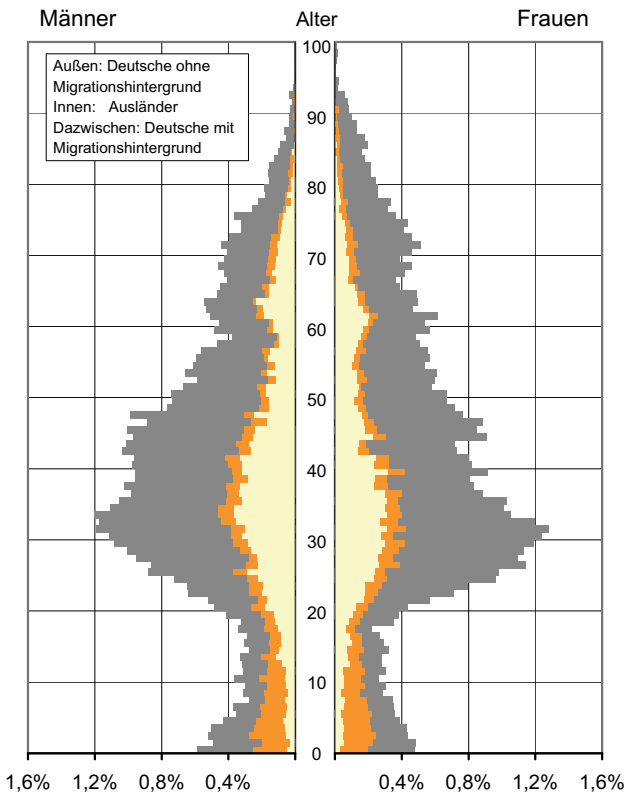 Männer Alter Frauen
Außen: Deutsche ohne
Migrationshintergrund
Innen: Ausländer
Dazwischen: Deutsche mit
Migrationshintergrund
100
90
80
70
60
50
40
30
20
10
0
1,6% 1,2% 0,8% 0,4% 0,4% 0,8% 1,2% 1,6%